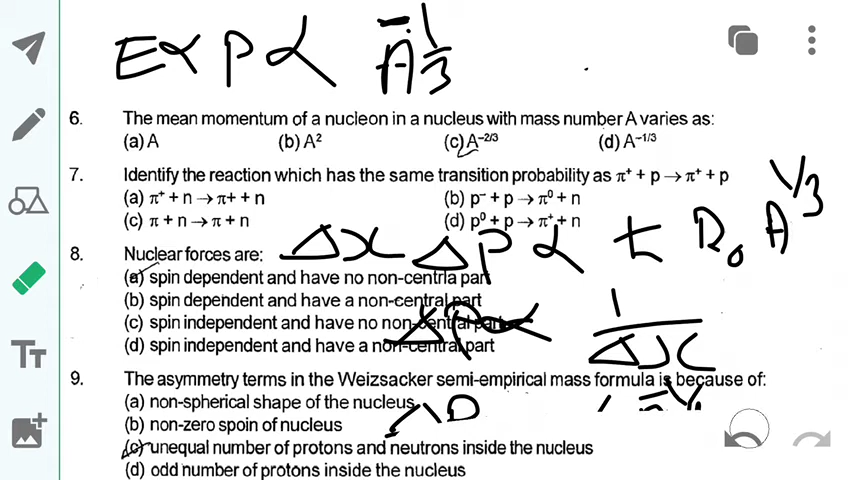 E ∝ P ∝ A^-1/3
6. The mean momentum of a nucleon in a nucleus with mass number A varies as:
(a) A (b) A² (c) A⁻²/³ (d) A⁻¹/³
7. Identify the reaction which has the same transition probability as π⁺ + p → π⁺ + p
(a) π⁺ + n → π+ + n (b) p⁻ + p → π⁰ + n
(c) π + n → π + n (d) p⁰ + p → π⁺ + n
R₀ A^1/3
Δx ΔP ∝ ħ
8. Nuclear forces are:
(a) spin dependent and have no non-centria part
(b) spin dependent and have a non-central part
(c) spin independent and have no non-central part
(d) spin independent and have a non-central part
ΔP ∝ 1/Δx
9. The asymmetry terms in the Weizsacker semi-empirical mass formula is because of:
(a) non-spherical shape of the nucleus
(b) non-zero spoin of nucleus
(c) unequal number of protons and neutrons inside the nucleus
(d) odd number of protons inside the nucleus
Tt